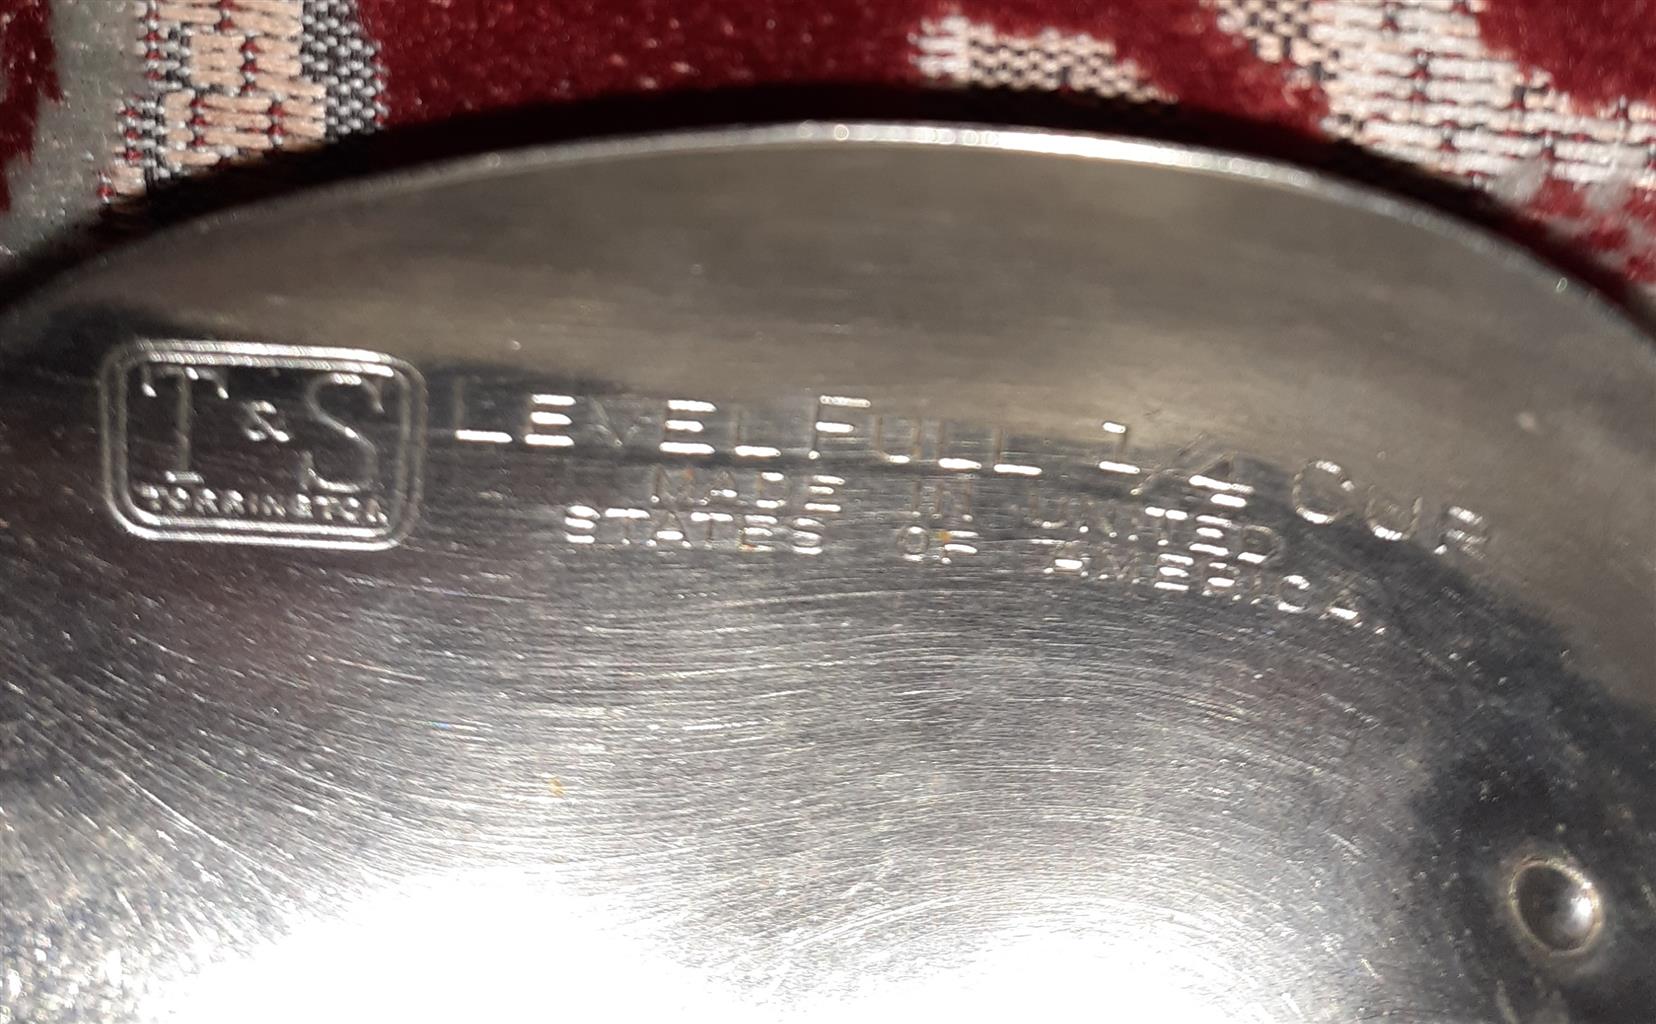 T & S
TORRINGTON
LEVEL FULL 1/4 CUP
MADE IN UNITED
STATES OF AMERICA.